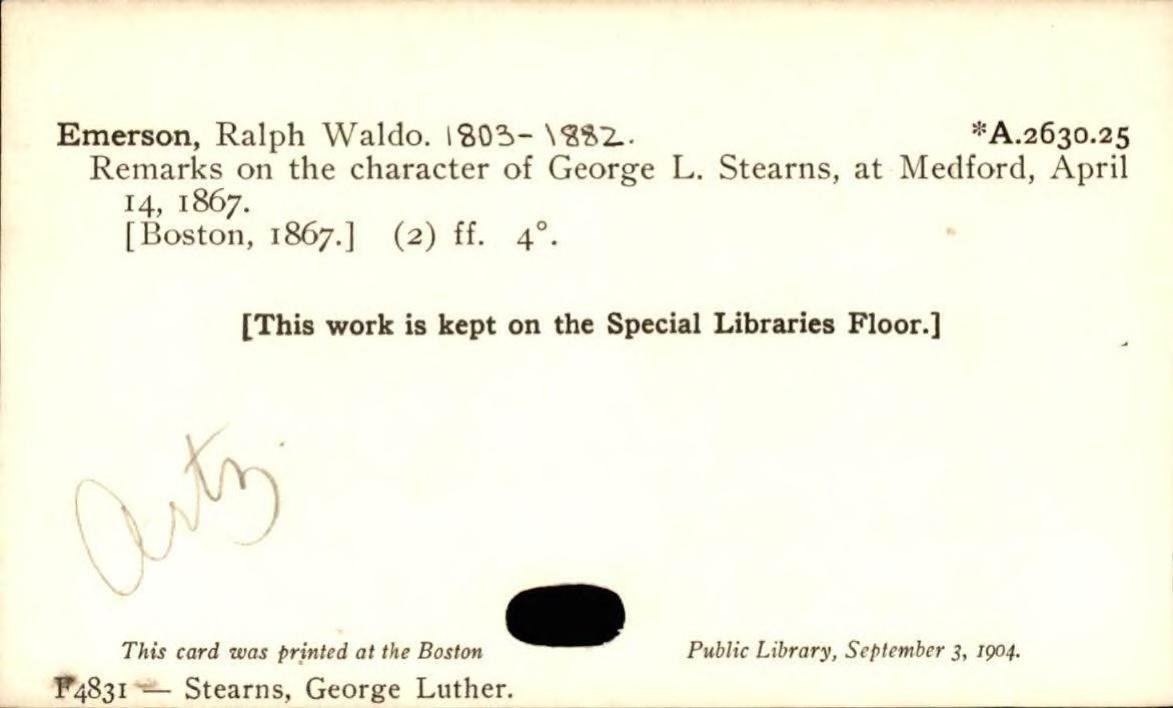 Emerson, Ralph Waldo. 1803-1882. *A.2630.25
Remarks on the character of George L. Stearns, at Medford, April
14, 1867.
[Boston, 1867.] (2) ff. 4°.
[This work is kept on the Special Libraries Floor.]
Artz
This card was printed at the Boston Public Library, September 3, 1904.
F4831 — Stearns, George Luther.